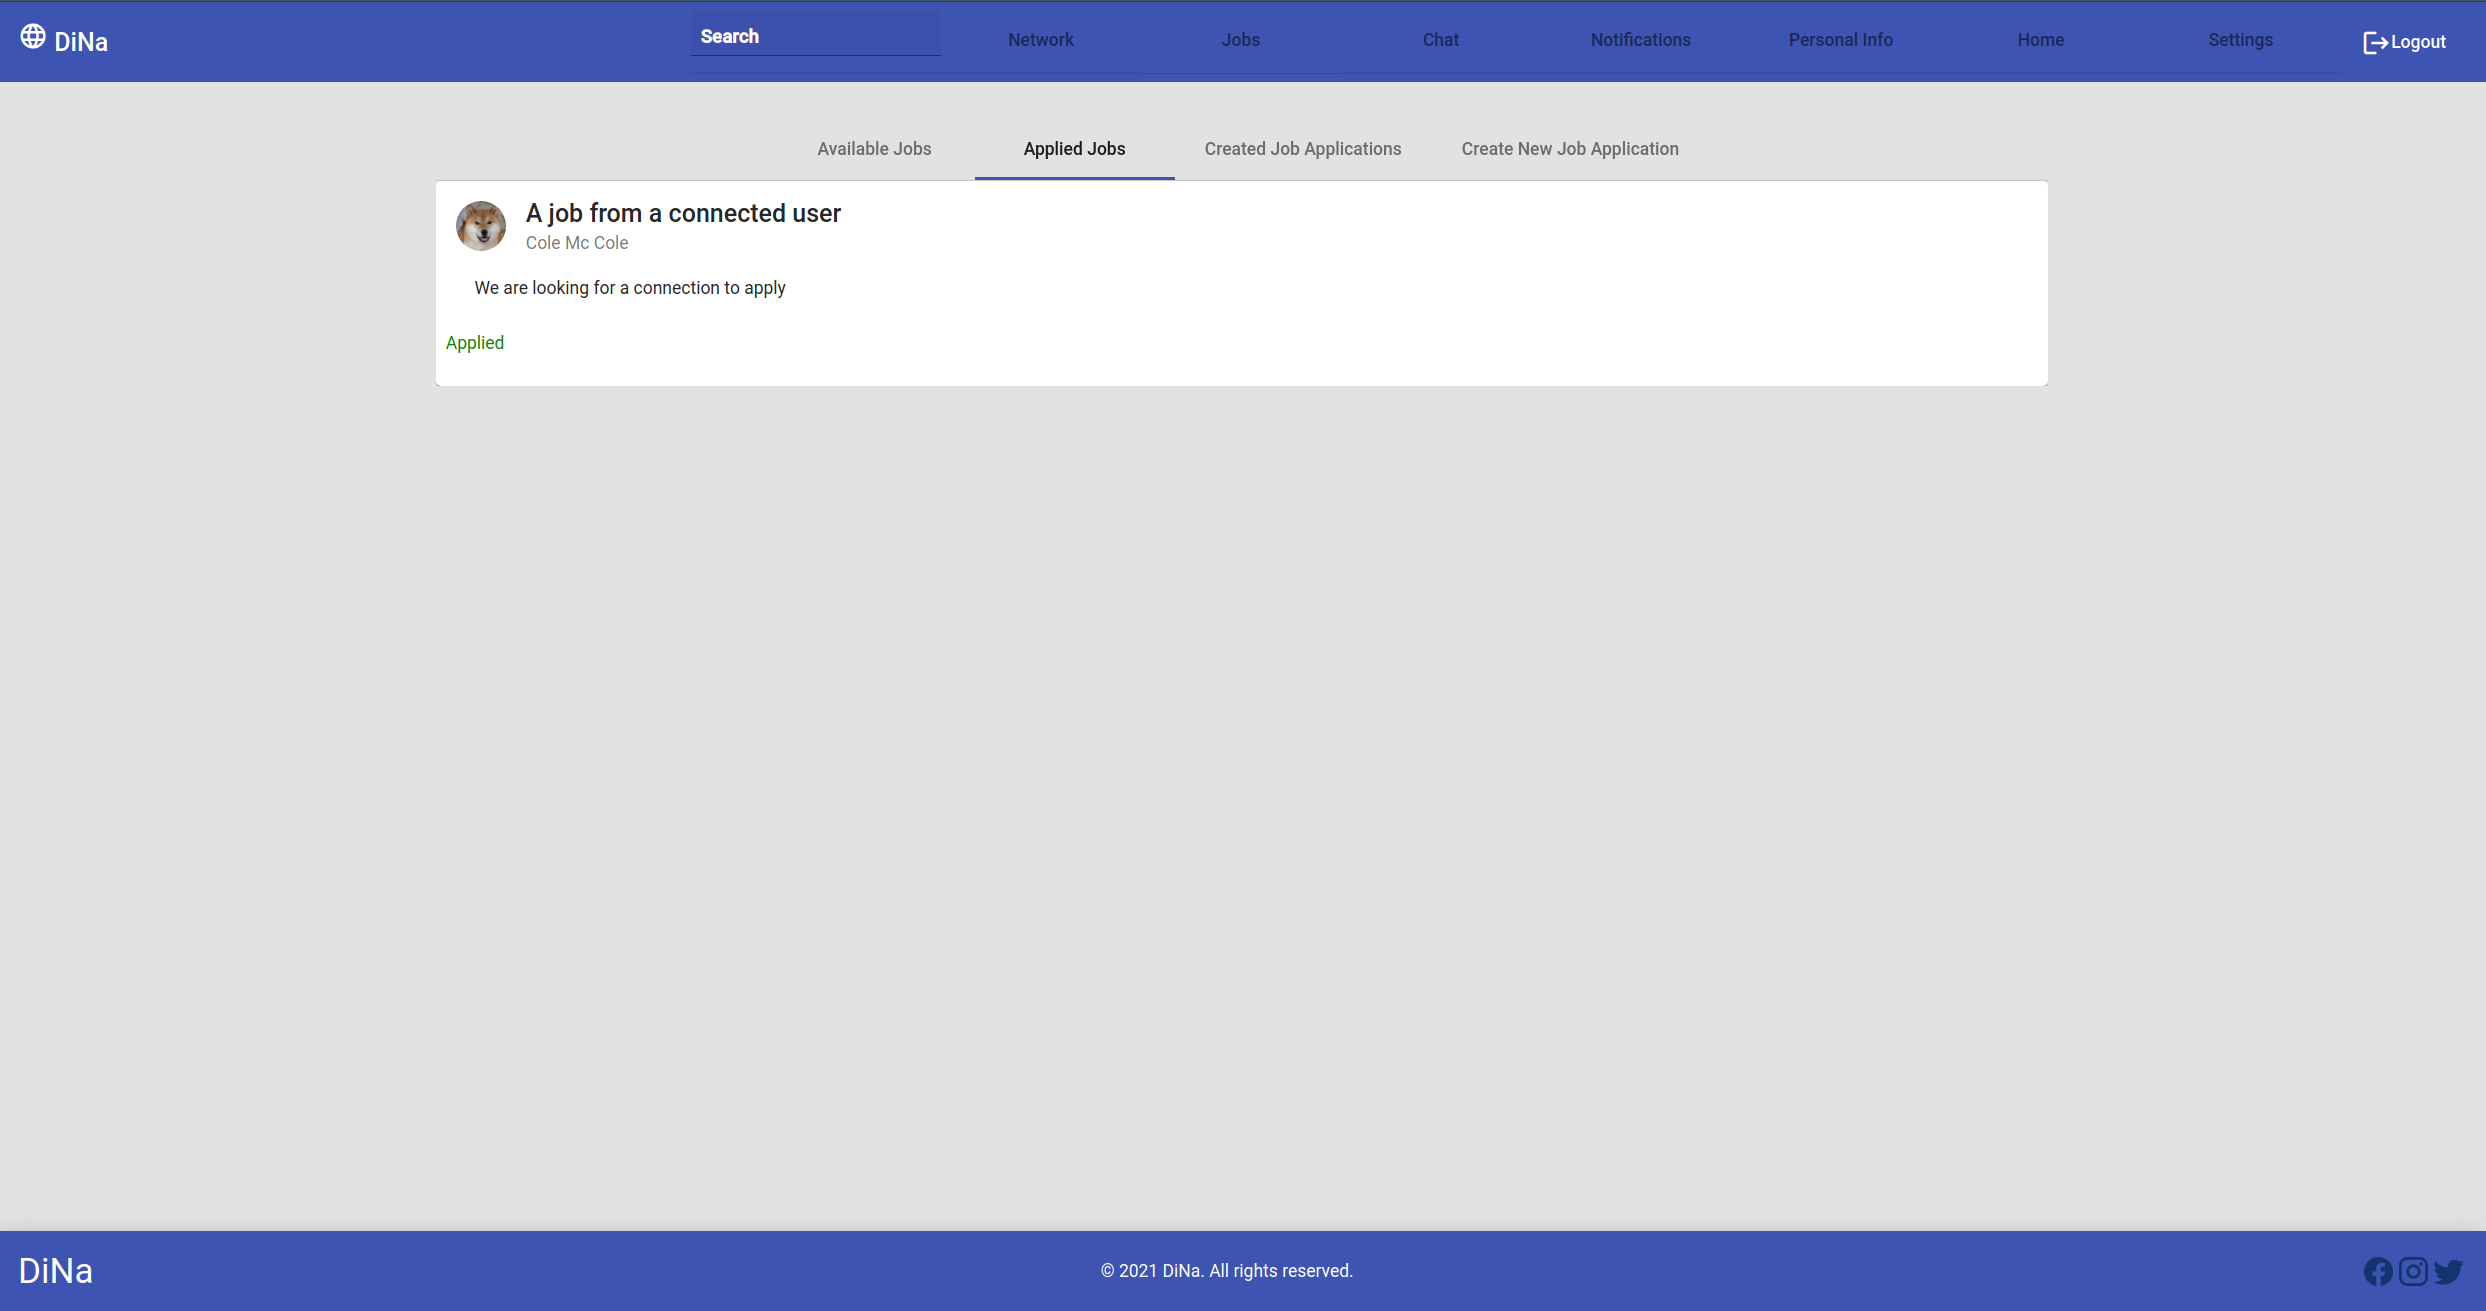 DiNa
Search
Network
Jobs
Chat
Notifications
Personal Info
Home
Settings
Logout
Available Jobs
Applied Jobs
Created Job Applications
Create New Job Application
A job from a connected user
Cole Mc Cole
We are looking for a connection to apply
Applied
DiNa
© 2021 DiNa. All rights reserved.